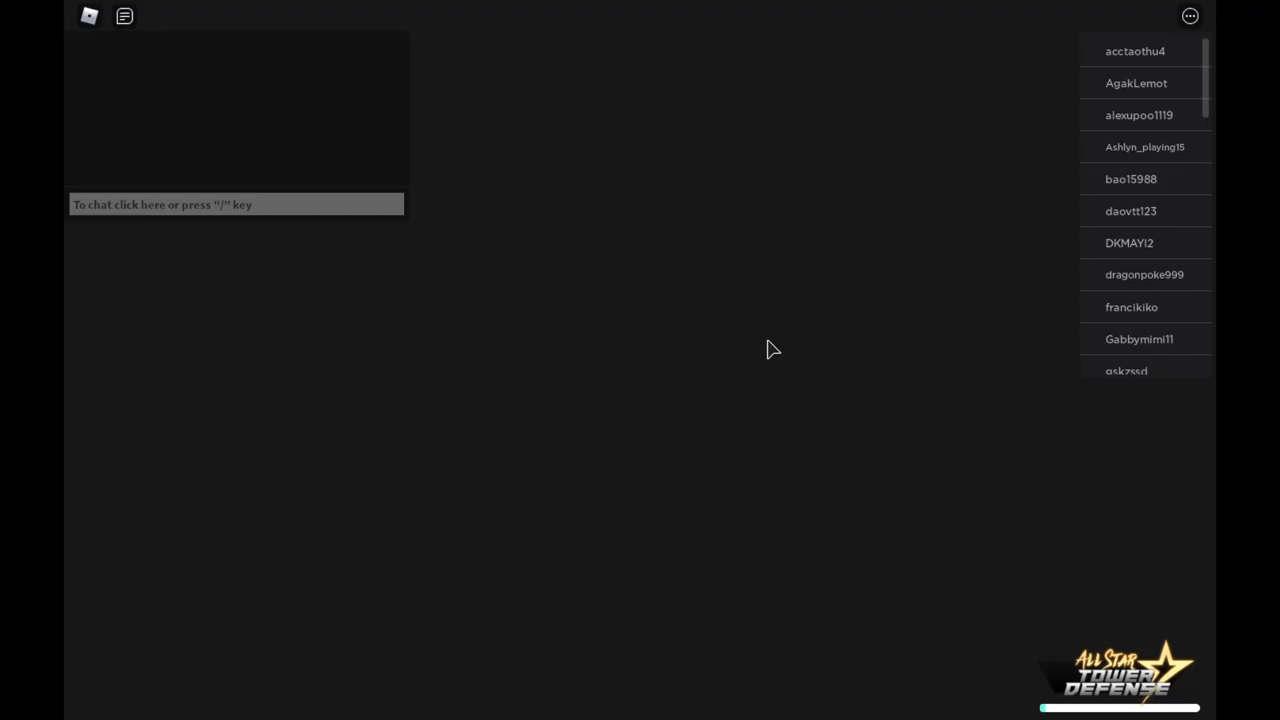 To chat click here or press "/" key
acctaothu4
AgakLemot
alexupoo1119
Ashlyn_playing15
bao15988
daovtt123
DKMAYI2
dragonpoke999
francikiko
Gabbymimi11
gskzssd
ALL STAR
TOWER
DEFENSE